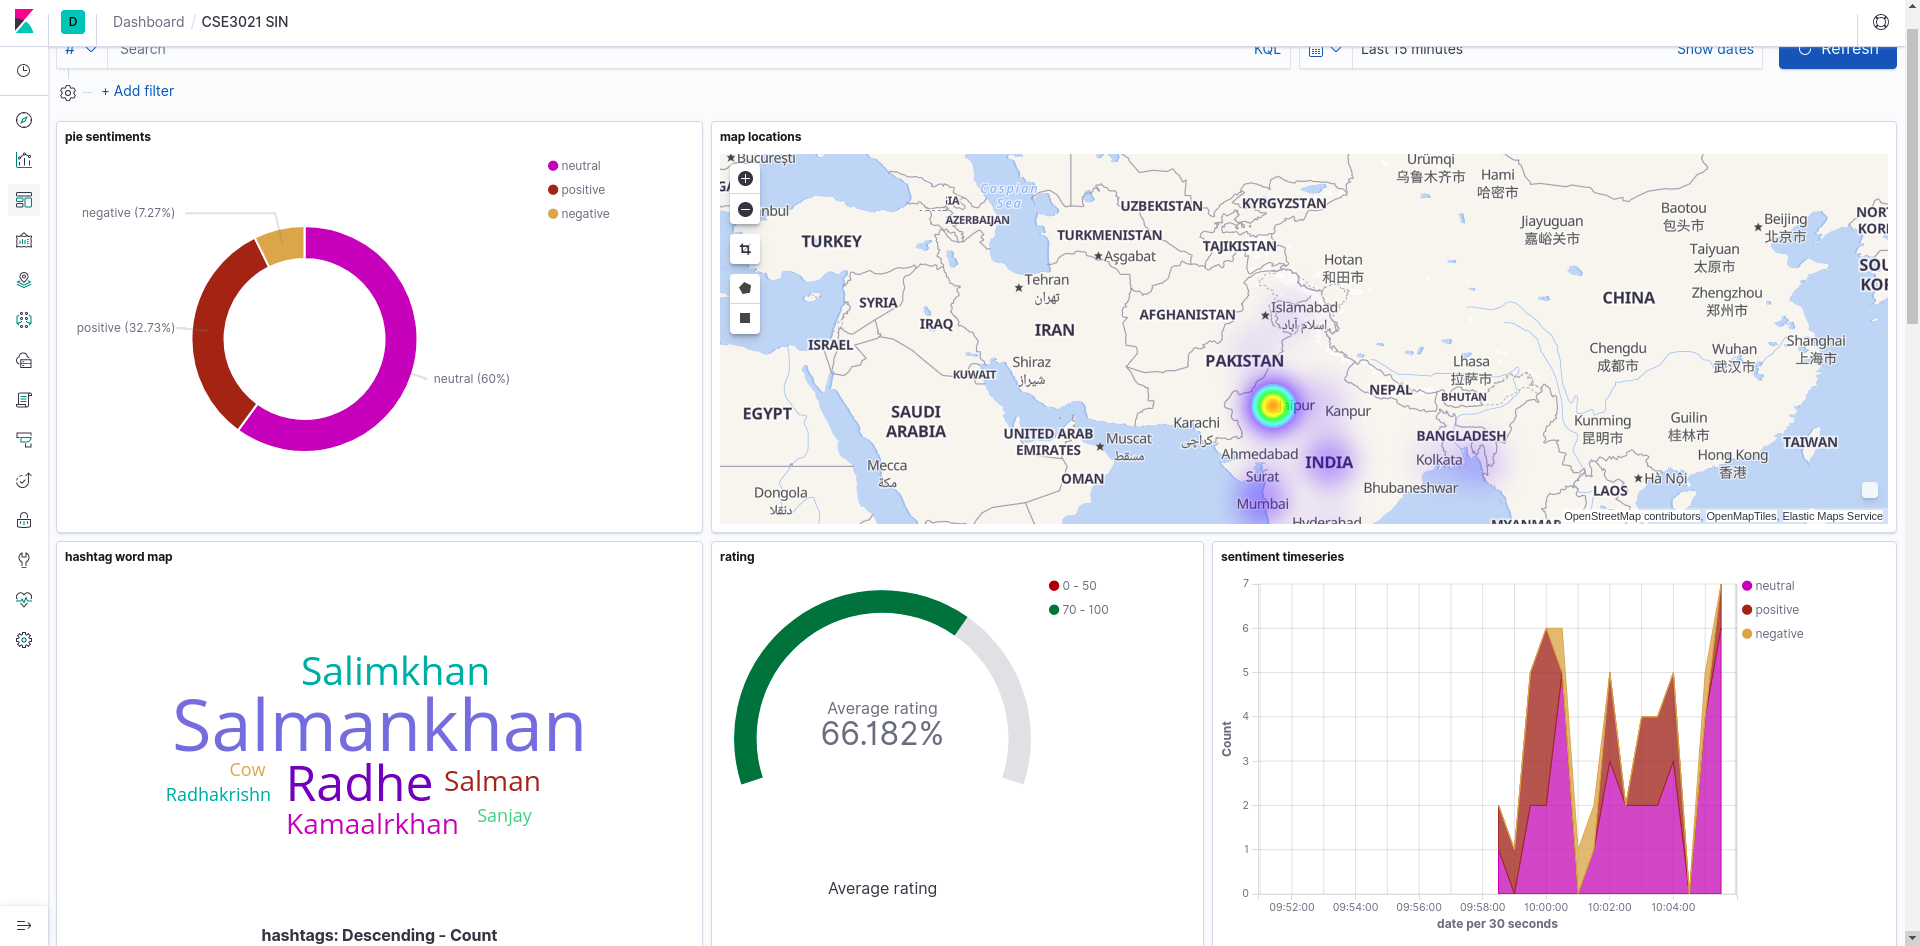 D Dashboard / CSE3021 SIN
# Search KQL Last 15 minutes Show dates Refresh
+ Add filter
pie sentiments
neutral
positive
negative
negative (7.27%)
positive (32.73%)
neutral (60%)
map locations
București
Caspian
Sea
AZERBAIJAN
TURKEY
UZBEKISTAN
KYRGYZSTAN
TURKMENISTAN
TAJIKISTAN
Asgabat
Ürümqi
乌鲁木齐市
Hami
哈密市
Jiayuguan
嘉峪关市
Baotou
包头市
Beijing
北京市
Taiyuan
太原市
Hotan
和田市
Tehran
تهران
SYRIA
IRAQ
IRAN
AFGHANISTAN
Islamabad
اسلام آباد
CHINA
Zhengzhou
郑州市
ISRAEL
Shiraz
شیراز
KUWAIT
PAKISTAN
Lhasa
拉萨市
Chengdu
成都市
Wuhan
武汉市
Shanghai
上海市
NEPAL
BHUTAN
EGYPT
SAUDI
ARABIA
UNITED ARAB
EMIRATES
Muscat
مسقط
Karachi
كراچى
Kanpur
Kunming
昆明市
Guilin
桂林市
TAIWAN
Mecca
مكة
OMAN
Ahmedabad
Surat
INDIA
BANGLADESH
Kolkata
Hong Kong
香港
Hà Nội
LAOS
Dongola
دنقلا
Mumbai
Bhubaneshwar
Hyderabad
MYANMAR
OpenStreetMap contributors, OpenMapTiles, Elastic Maps Service
hashtag word map
Salimkhan
Salmankhan
Cow
Radhakrishn
Radhe
Salman
Kamaalrkhan
Sanjay
hashtags: Descending - Count
rating
0 - 50
70 - 100
Average rating
66.182%
Average rating
sentiment timeseries
neutral
positive
negative
Count
7
6
5
4
3
2
1
0
09:52:00 09:54:00 09:56:00 09:58:00 10:00:00 10:02:00 10:04:00
date per 30 seconds